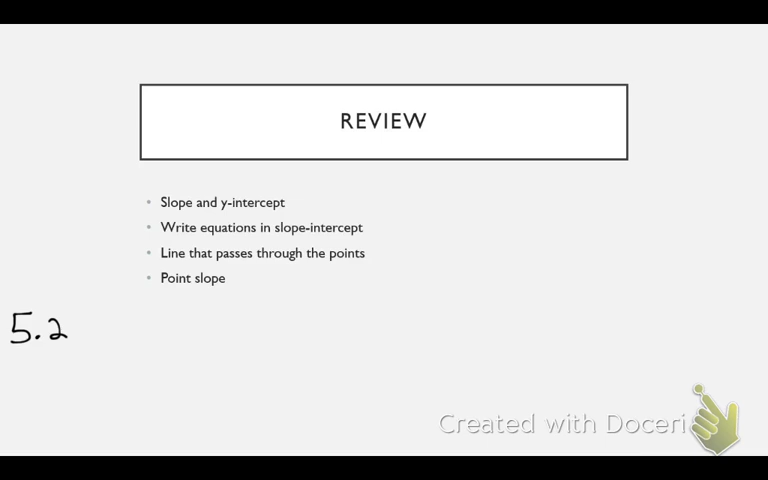 REVIEW
• Slope and y-intercept
• Write equations in slope-intercept
• Line that passes through the points
• Point slope
5.2
Created with Doceri